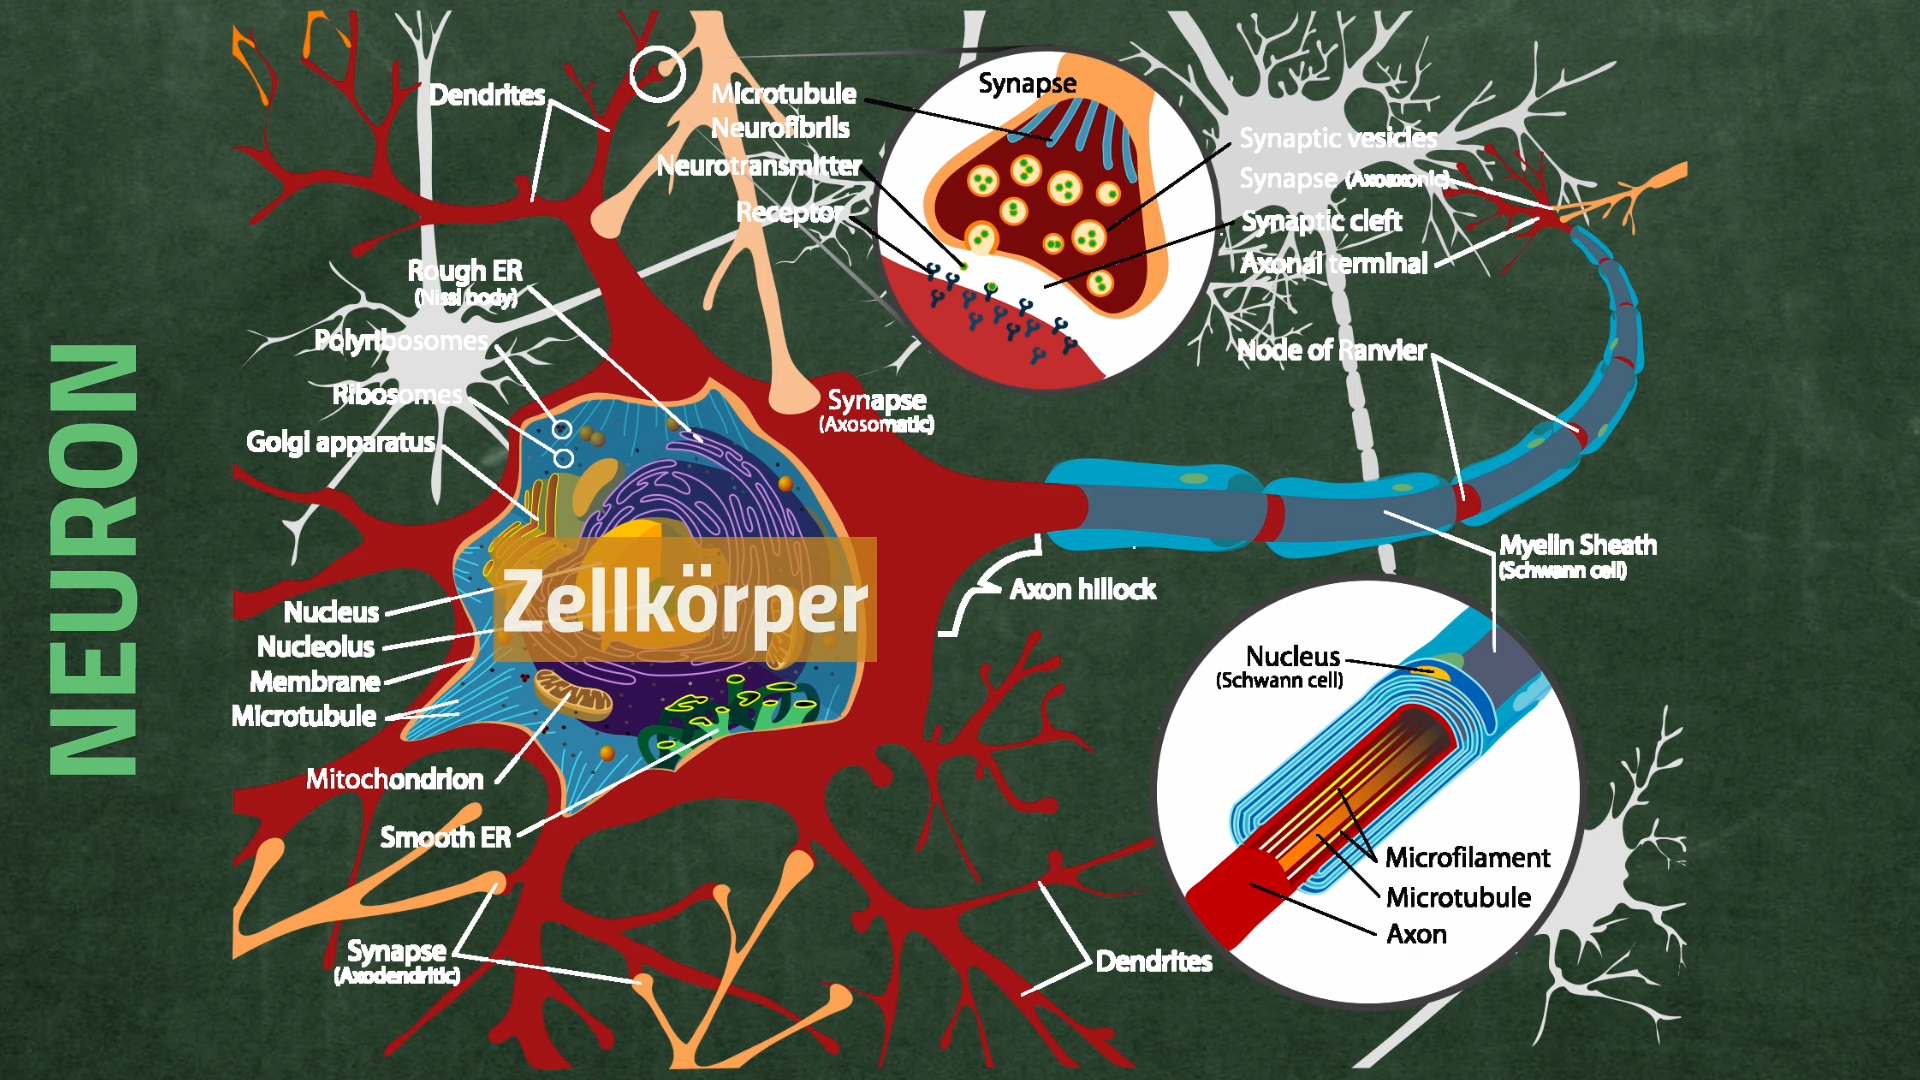 NEURON
Dendrites
Microtubule
Neurofibrils
Neurotransmitter
Receptor
Synapse
Synaptic vesicles
Synapse (Axoaxonic)
Synaptic cleft
Axonal terminal
Rough ER
(Nissl body)
Polyribosomes
Ribosomes
Golgi apparatus
Synapse
(Axosomatic)
Node of Ranvier
Myelin Sheath
(Schwann cell)
Axon hillock
Zellkörper
Nucleus
Nucleolus
Membrane
Microtubule
Mitochondrion
Smooth ER
Synapse
(Axodendritic)
Dendrites
Nucleus
(Schwann cell)
Microfilament
Microtubule
Axon